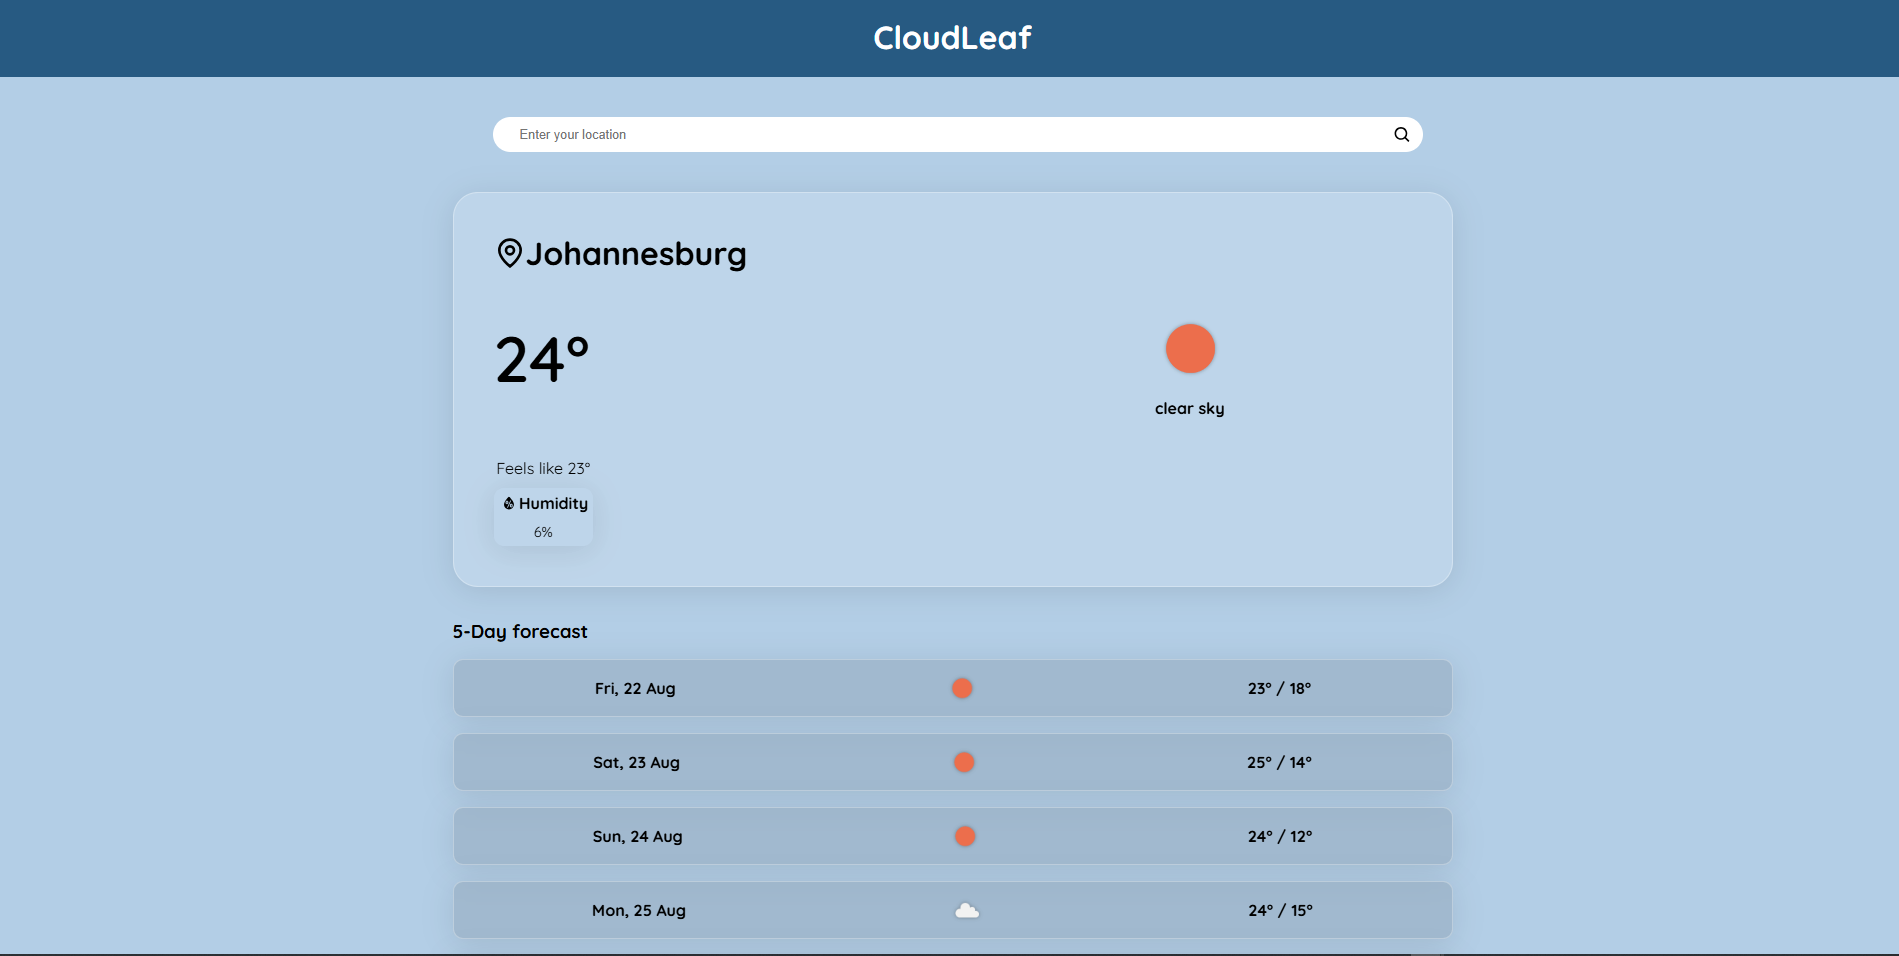 CloudLeaf
Enter your location
Johannesburg
24°
clear sky
Feels like 23°
Humidity
6%
5-Day forecast
Fri, 22 Aug 23° / 18°
Sat, 23 Aug 25° / 14°
Sun, 24 Aug 24° / 12°
Mon, 25 Aug 24° / 15°